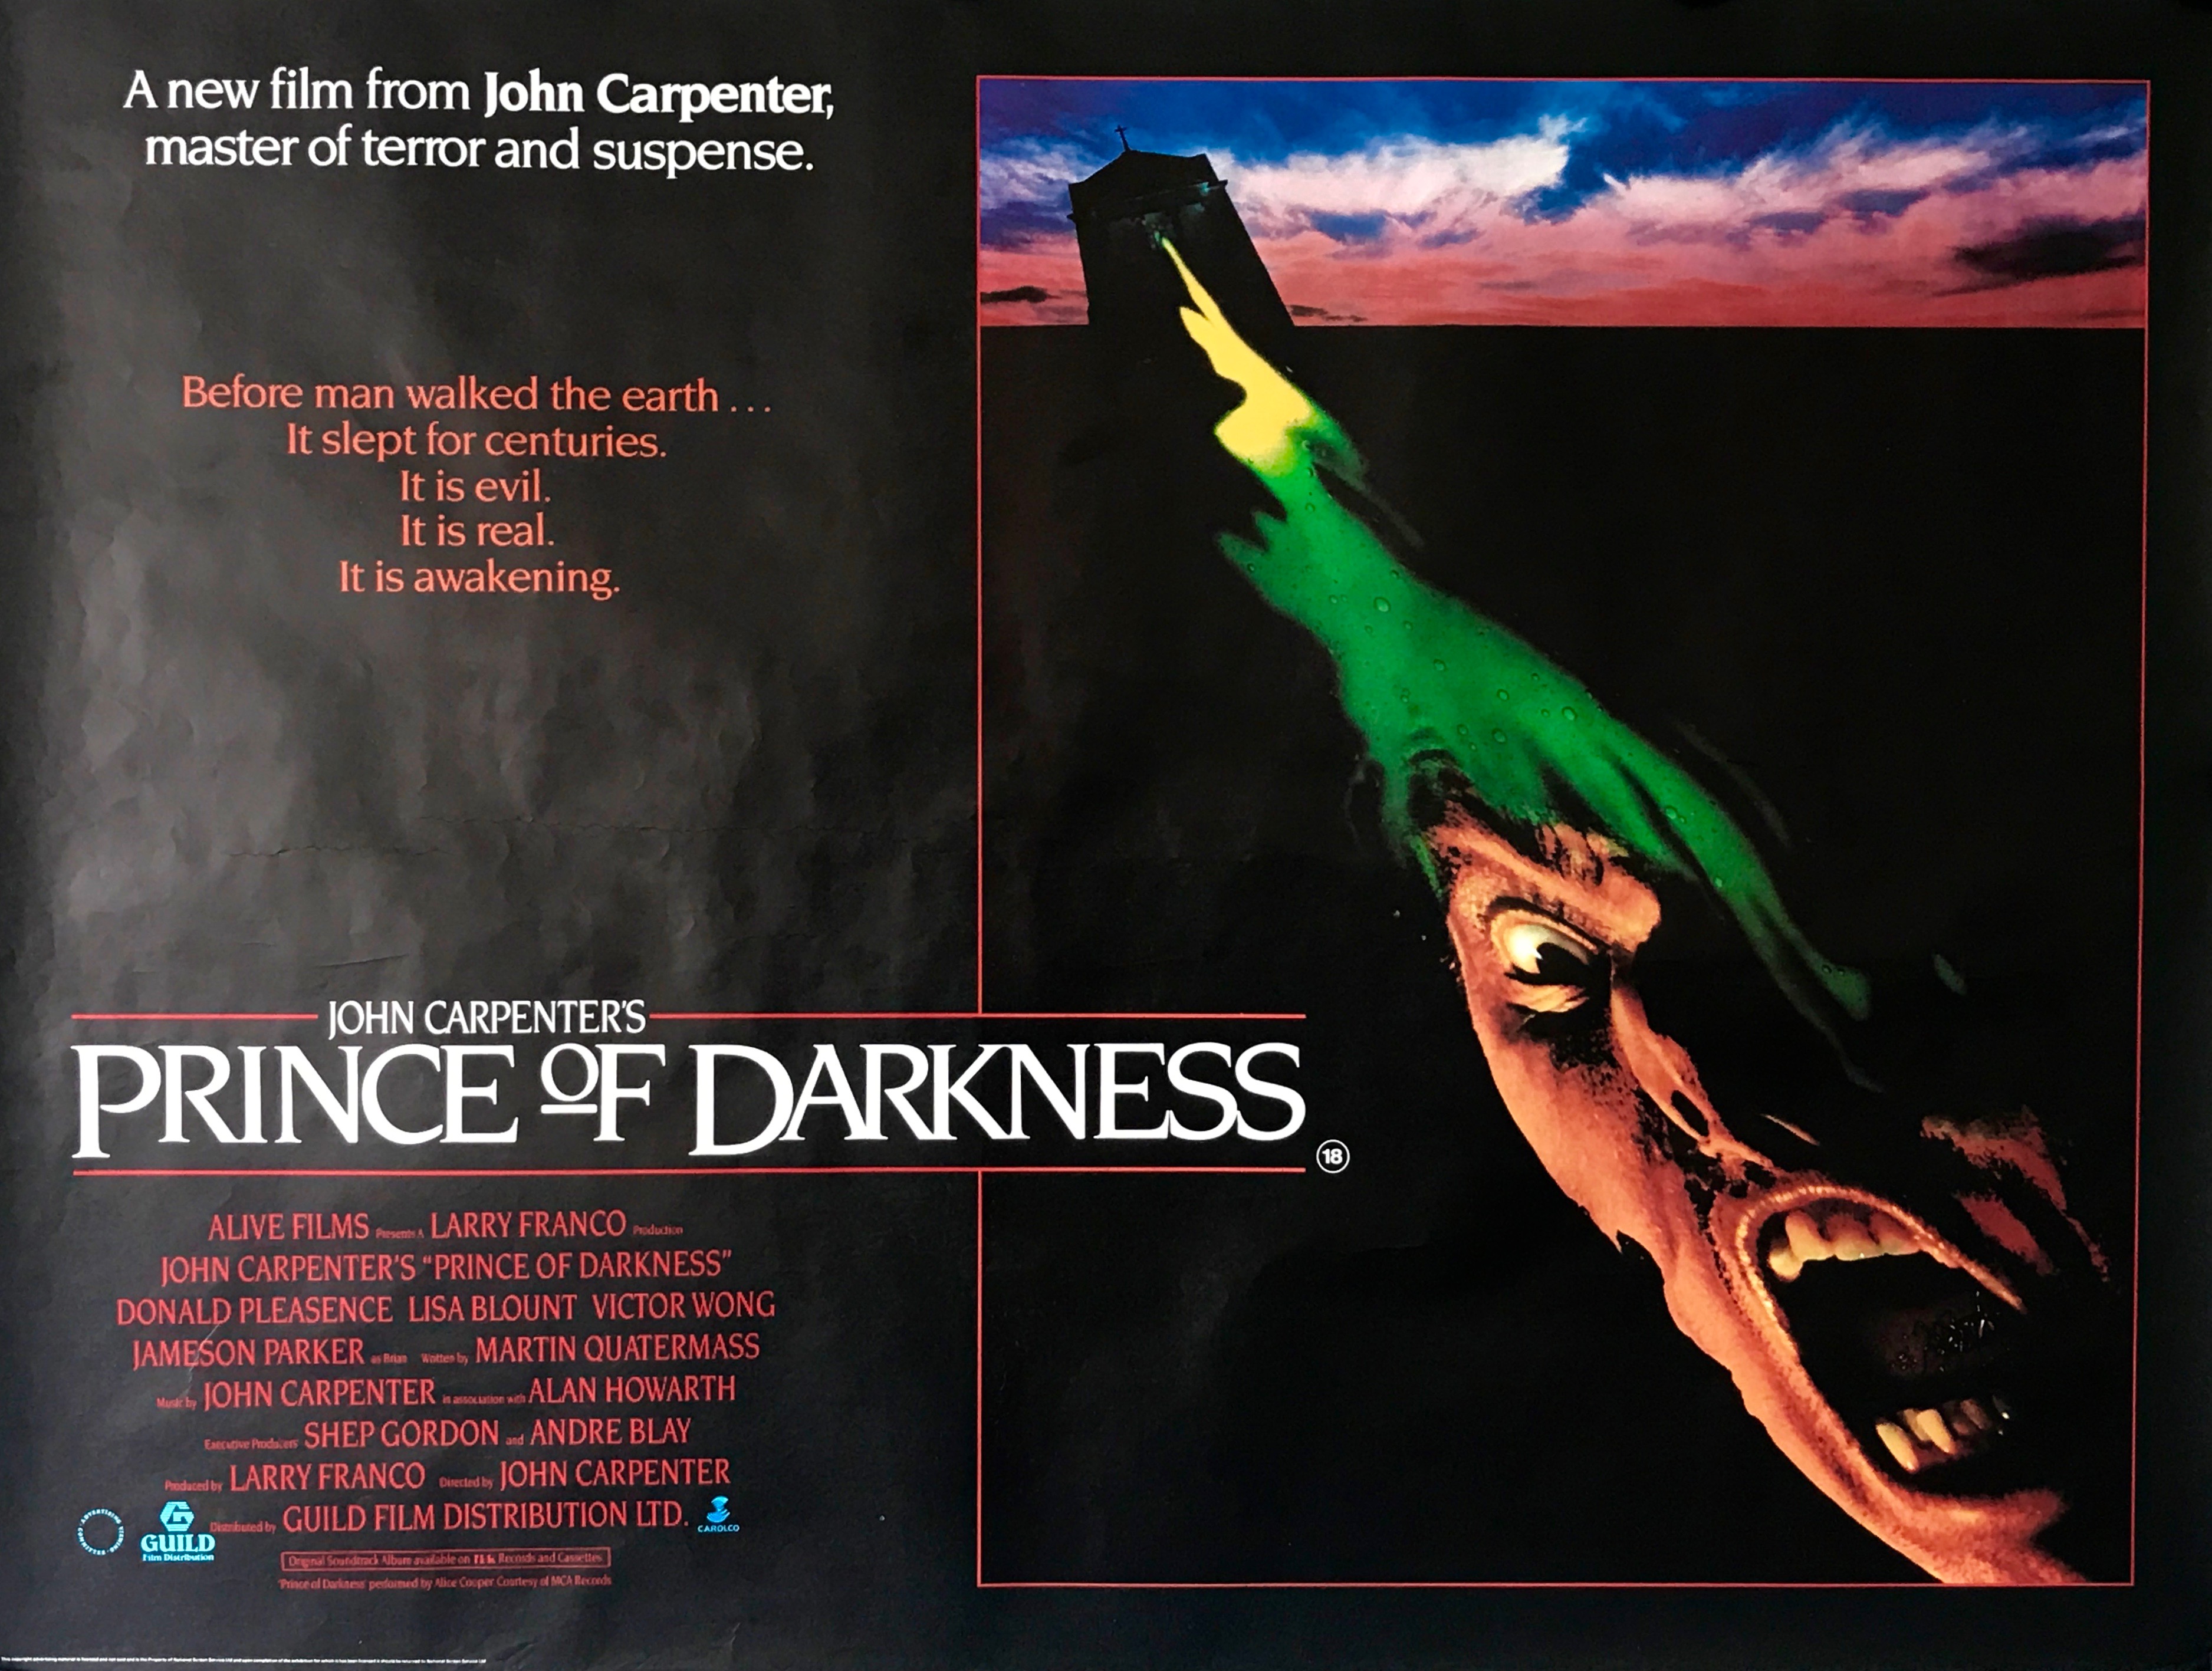 A new film from John Carpenter,
master of terror and suspense.
Before man walked the earth . . .
It slept for centuries.
It is evil.
It is real.
It is awakening.
JOHN CARPENTER'S
PRINCE OF DARKNESS
18
ALIVE FILMS Presents A LARRY FRANCO Production
JOHN CARPENTER'S “PRINCE OF DARKNESS”
DONALD PLEASENCE LISA BLOUNT VICTOR WONG
JAMESON PARKER as Brian Written by MARTIN QUATERMASS
Music by JOHN CARPENTER in association with ALAN HOWARTH
Executive Producers SHEP GORDON and ANDRE BLAY
Produced by LARRY FRANCO Directed by JOHN CARPENTER
Distributed by GUILD FILM DISTRIBUTION LTD.
ADVERTISING VIEWING COMMITTEE
GUILD
Film Distribution
CAROLCO
Original Soundtrack Album available on Records and Cassettes
'Prince of Darkness' performed by Alice Cooper Courtesy of MCA Records